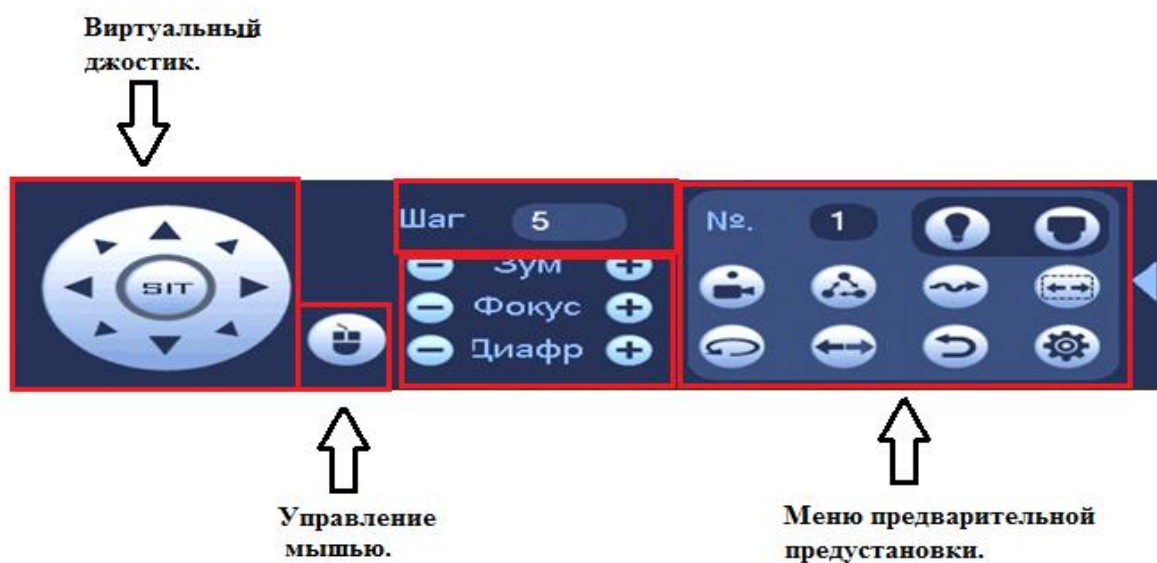 Виртуальный
джостик.
Шаг 5
№. 1
Зум
SIT
Фокус
Диафр
Управление
мышью.
Меню предварительной
предустановки.